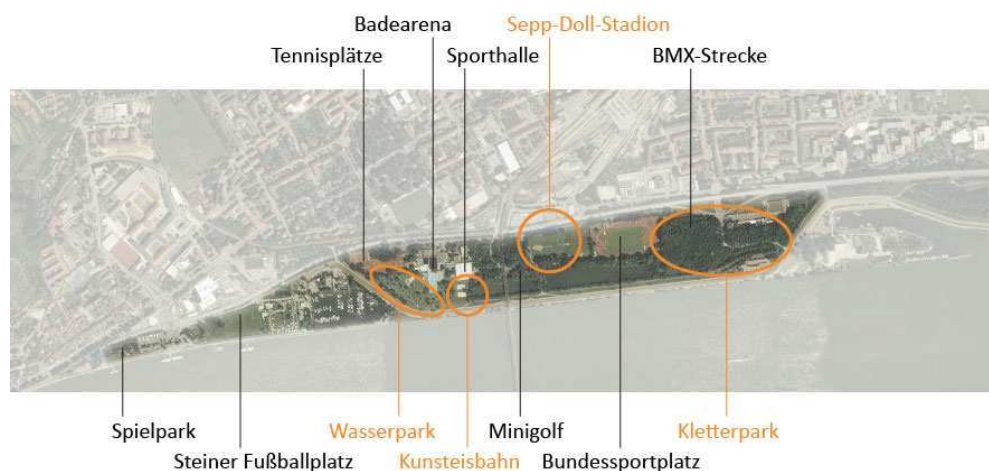 Badearena
Sepp-Doll-Stadion
Tennisplätze
Sporthalle
BMX-Strecke
Spielpark
Wasserpark
Minigolf
Kletterpark
Steiner Fußballplatz
Kunsteisbahn
Bundessportplatz